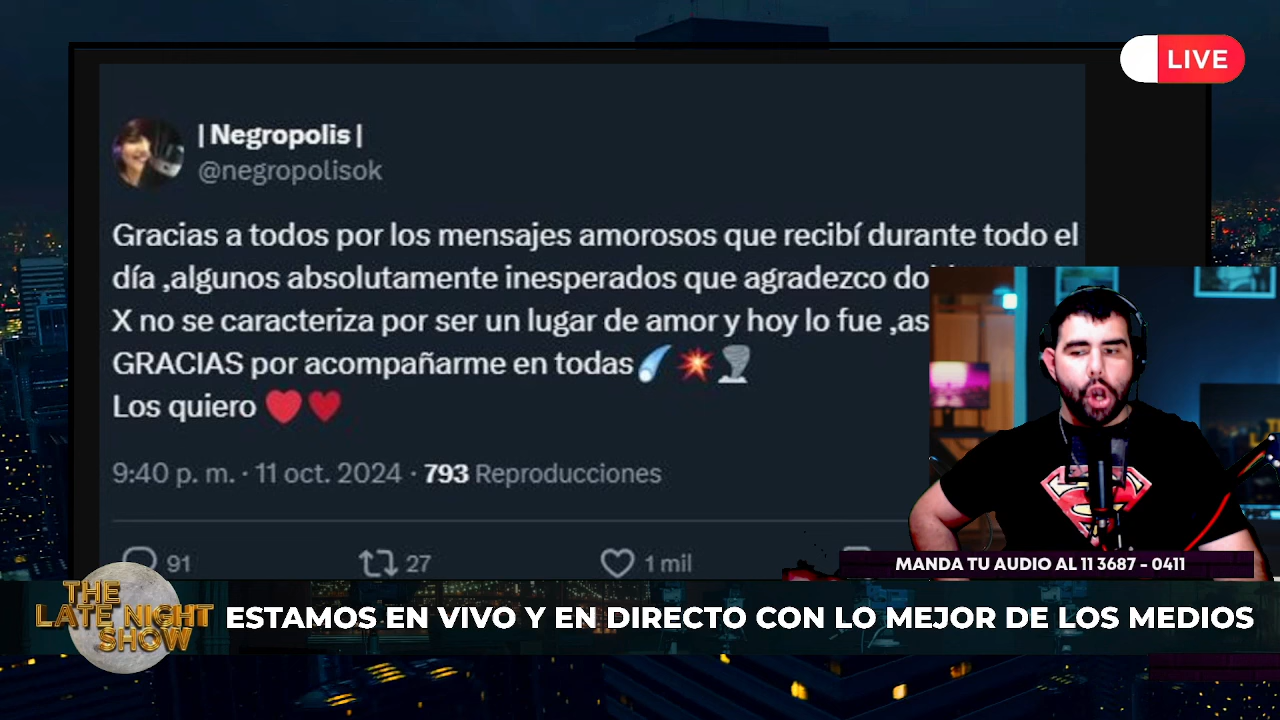 LIVE
| Negropolis |
@negropolisok
Gracias a todos por los mensajes amorosos que recibí durante todo el
día ,algunos absolutamente inesperados que agradezco
X no se caracteriza por ser un lugar de amor y hoy lo fue
GRACIAS por acompañarme en todas☄️💥🌪️
Los quiero ❤️♥️
9:40 p. m. · 11 oct. 2024 · 793 Reproducciones
91 27 1 mil
MANDA TU AUDIO AL 11 3687 - 0411
THE
LATE NIGHT
SHOW
ESTAMOS EN VIVO Y EN DIRECTO CON LO MEJOR DE LOS MEDIOS